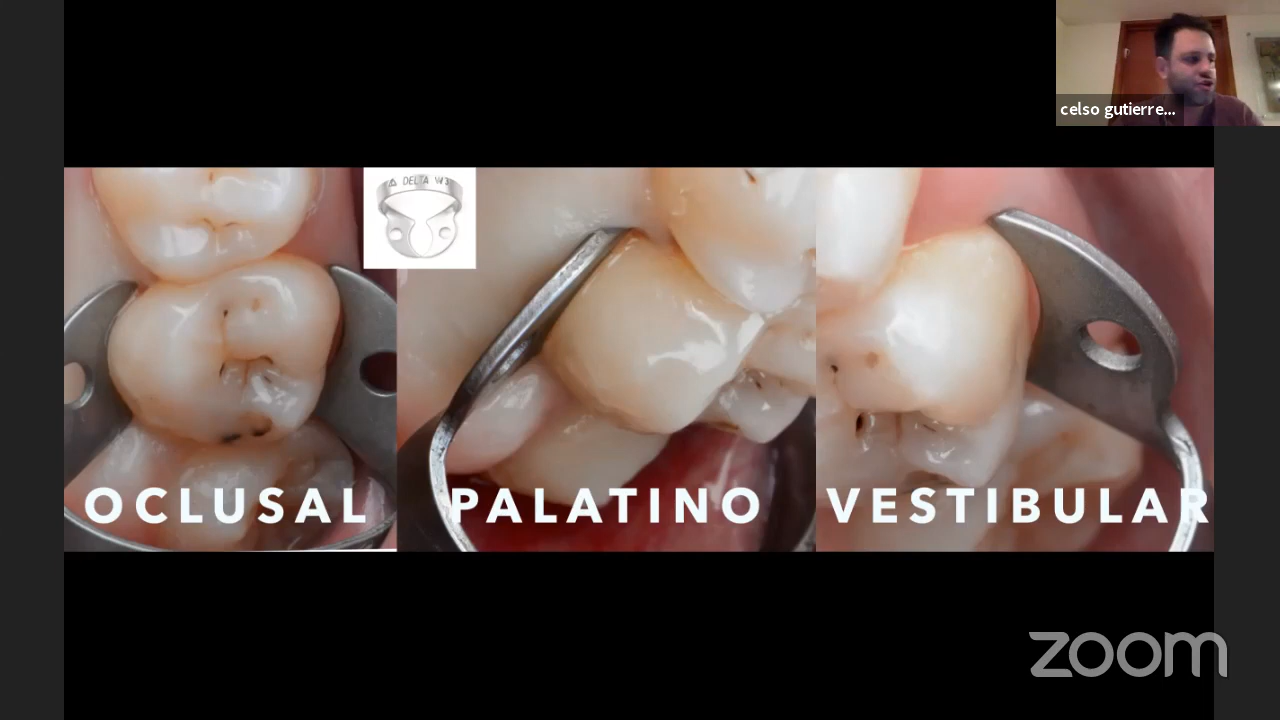 celso gutierre...
DELTA W3
OCLUSAL
PALATINO
VESTIBULAR
zoom